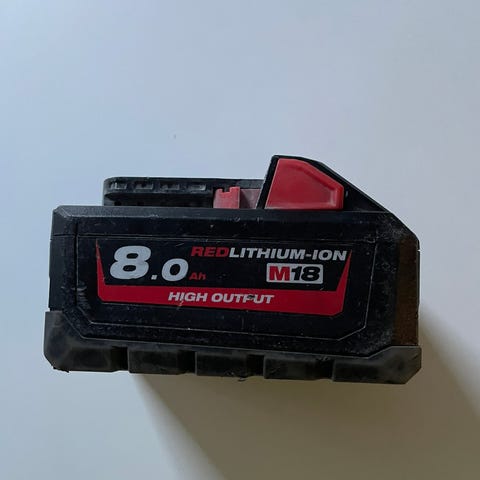 REDLITHIUM-ION
8.0 Ah
M18
HIGH OUTPUT